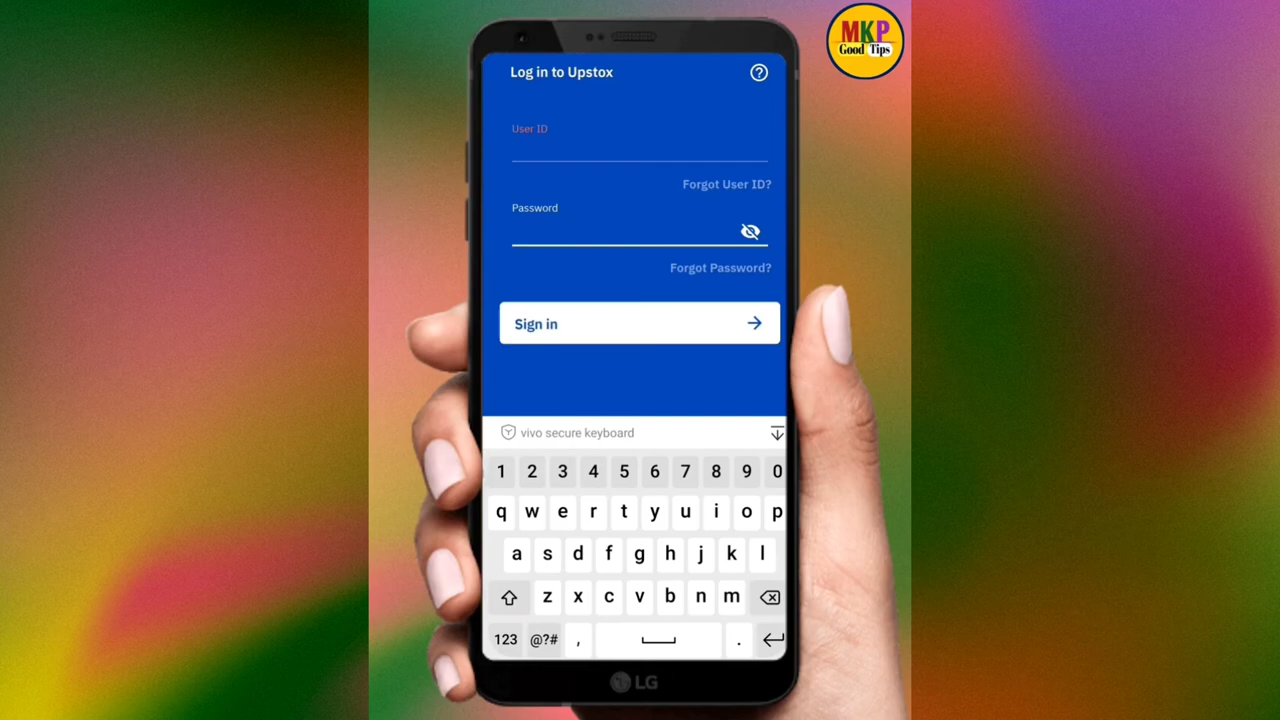 MKP
Good Tips
Log in to Upstox
User ID
Forgot User ID?
Password
Forgot Password?
Sign in
vivo secure keyboard
1 2 3 4 5 6 7 8 9 0
q w e r t y u i o p
a s d f g h j k l
z x c v b n m
123 @?# , .
LG